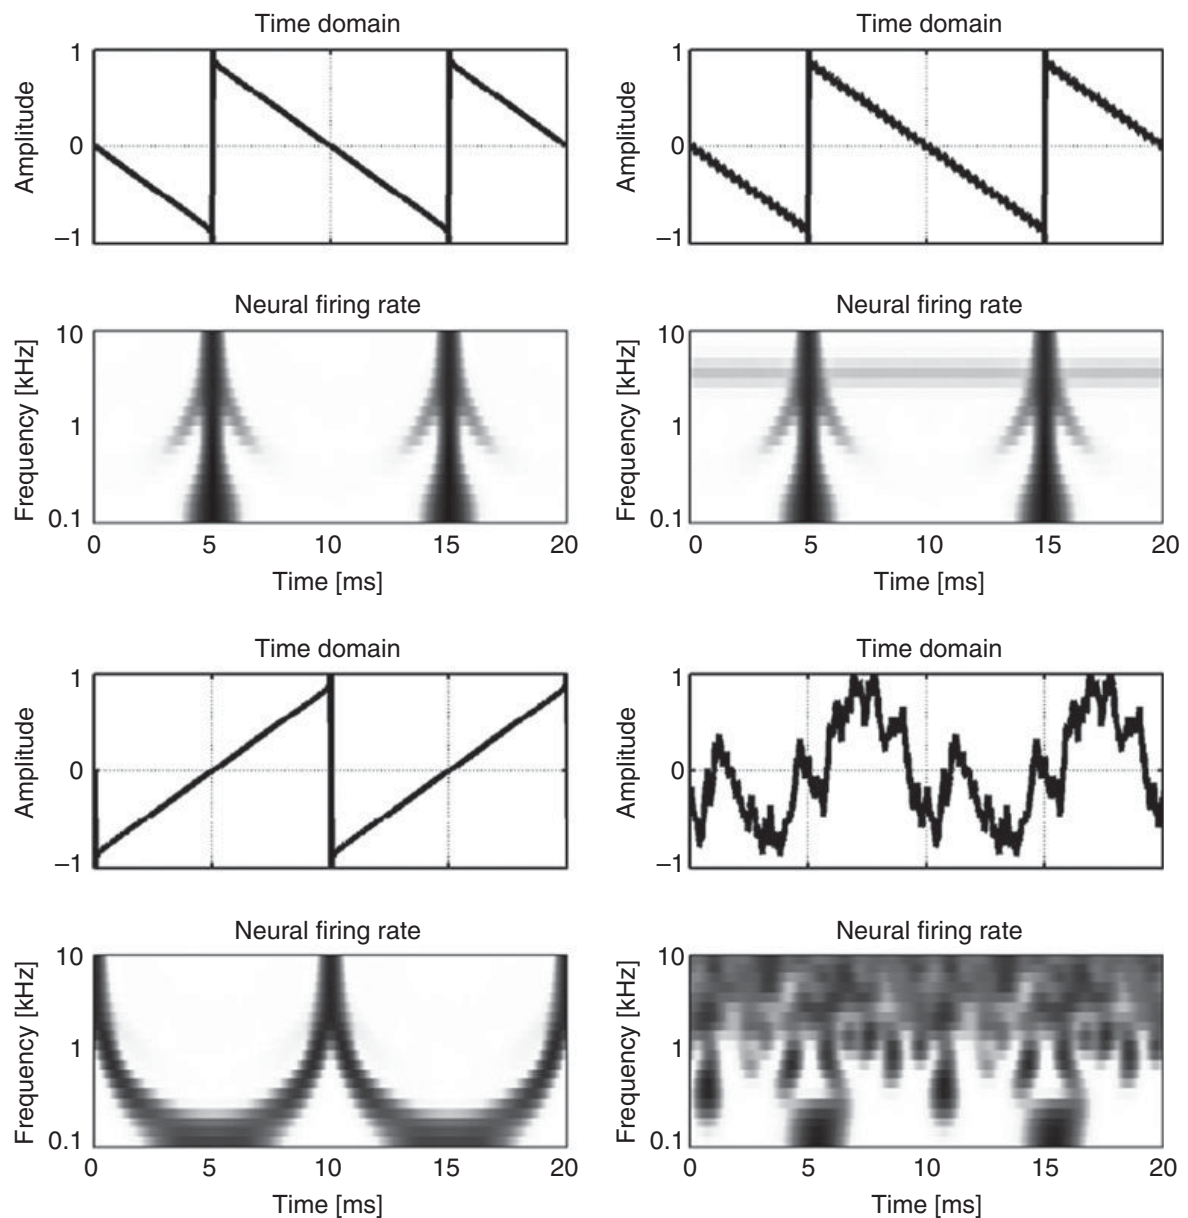 Time domain
Amplitude
1
0
–1
Time domain
Amplitude
1
0
–1
Neural firing rate
Frequency [kHz]
10
1
0.1
0 5 10 15 20
Time [ms]
Neural firing rate
Frequency [kHz]
10
1
0.1
0 5 10 15 20
Time [ms]
Time domain
Amplitude
1
0
–1
Time domain
Amplitude
1
0
–1
Neural firing rate
Frequency [kHz]
10
1
0.1
0 5 10 15 20
Time [ms]
Neural firing rate
Frequency [kHz]
10
1
0.1
0 5 10 15 20
Time [ms]